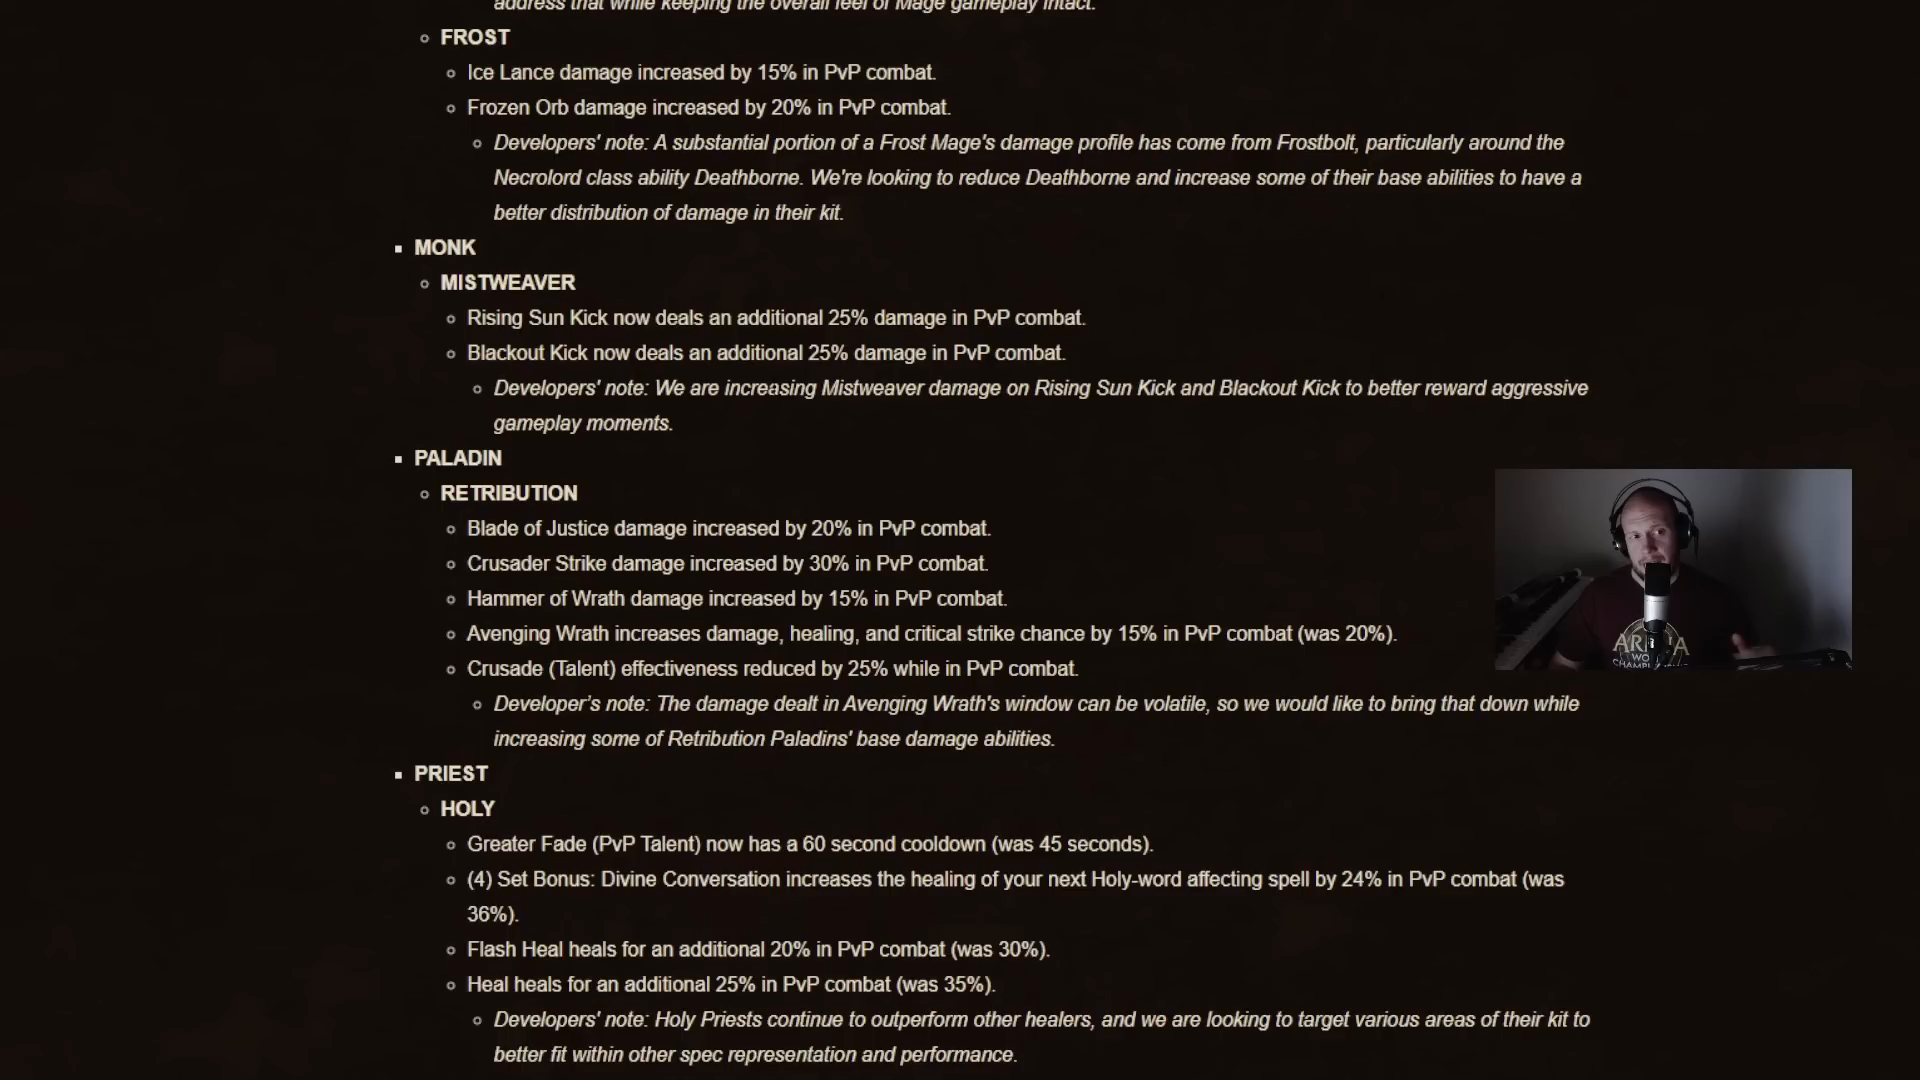 address that while keeping the overall feel of Mage gameplay intact.
FROST
Ice Lance damage increased by 15% in PvP combat.
Frozen Orb damage increased by 20% in PvP combat.
Developers' note: A substantial portion of a Frost Mage's damage profile has come from Frostbolt, particularly around the
Necrolord class ability Deathborne. We're looking to reduce Deathborne and increase some of their base abilities to have a
better distribution of damage in their kit.
MONK
MISTWEAVER
Rising Sun Kick now deals an additional 25% damage in PvP combat.
Blackout Kick now deals an additional 25% damage in PvP combat.
Developers' note: We are increasing Mistweaver damage on Rising Sun Kick and Blackout Kick to better reward aggressive
gameplay moments.
PALADIN
RETRIBUTION
Blade of Justice damage increased by 20% in PvP combat.
Crusader Strike damage increased by 30% in PvP combat.
Hammer of Wrath damage increased by 15% in PvP combat.
Avenging Wrath increases damage, healing, and critical strike chance by 15% in PvP combat (was 20%).
Crusade (Talent) effectiveness reduced by 25% while in PvP combat.
Developer’s note: The damage dealt in Avenging Wrath's window can be volatile, so we would like to bring that down while
increasing some of Retribution Paladins' base damage abilities.
PRIEST
HOLY
Greater Fade (PvP Talent) now has a 60 second cooldown (was 45 seconds).
(4) Set Bonus: Divine Conversation increases the healing of your next Holy-word affecting spell by 24% in PvP combat (was
36%).
Flash Heal heals for an additional 20% in PvP combat (was 30%).
Heal heals for an additional 25% in PvP combat (was 35%).
Developers' note: Holy Priests continue to outperform other healers, and we are looking to target various areas of their kit to
better fit within other spec representation and performance.